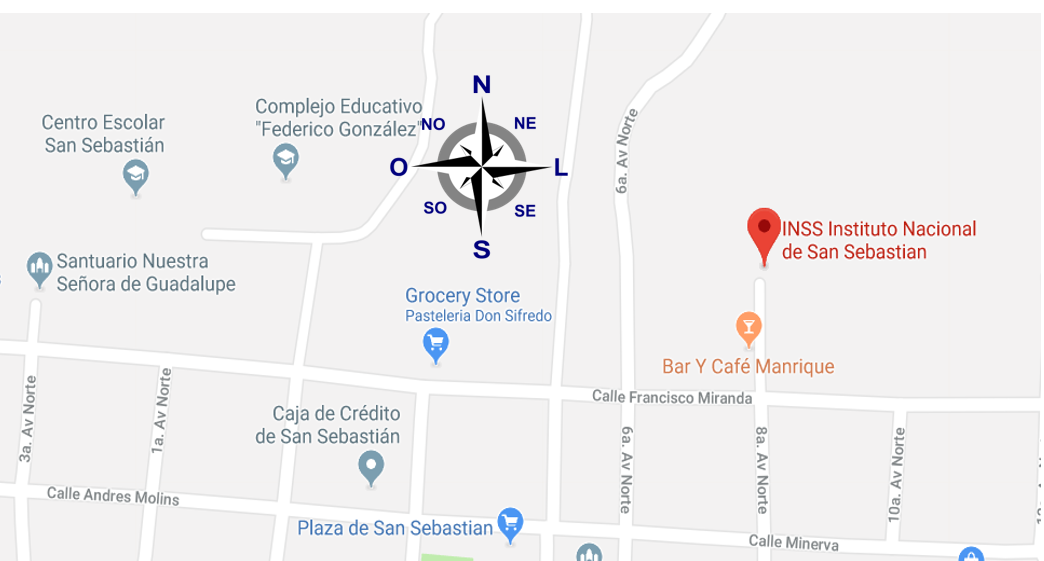 N
NO
NE
O
L
SO
SE
S
Centro Escolar
San Sebastián
Complejo Educativo
"Federico González"
6a. Av Norte
INSS Instituto Nacional
de San Sebastian
Santuario Nuestra
Señora de Guadalupe
Grocery Store
Pasteleria Don Sifredo
Bar Y Café Manrique
Calle Francisco Miranda
3a. Av Norte
1a. Av Norte
Caja de Crédito
de San Sebastián
6a. Av Norte
8a. Av Norte
10a. Av Norte
Calle Andres Molins
Plaza de San Sebastian
Calle Minerva